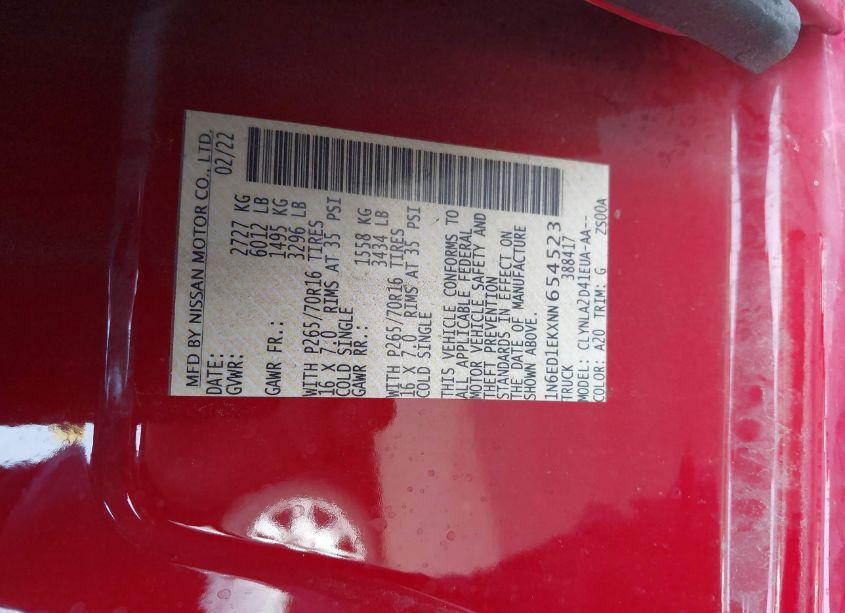 MFD BY NISSAN MOTOR CO., LTD.
DATE: 02/22
GVWR: 2727 KG
6012 LB
GAWR FR.: 1495 KG
3296 LB
WITH P265/70R16 TIRES
16 X 7.0 RIMS AT 35 PSI
COLD SINGLE
GAWR RR.: 1558 KG
3434 LB
WITH P265/70R16 TIRES
16 X 7.0 RIMS AT 35 PSI
COLD SINGLE
THIS VEHICLE CONFORMS TO
ALL APPLICABLE FEDERAL
MOTOR VEHICLE SAFETY AND
THEFT PREVENTION
STANDARDS IN EFFECT ON
THE DATE OF MANUFACTURE
SHOWN ABOVE.
1N6ED1EKXNN654523
TRUCK 388417
MODEL: CLYNLA2D41EUA-AA--
COLOR: A20 TRIM: G ZS00A